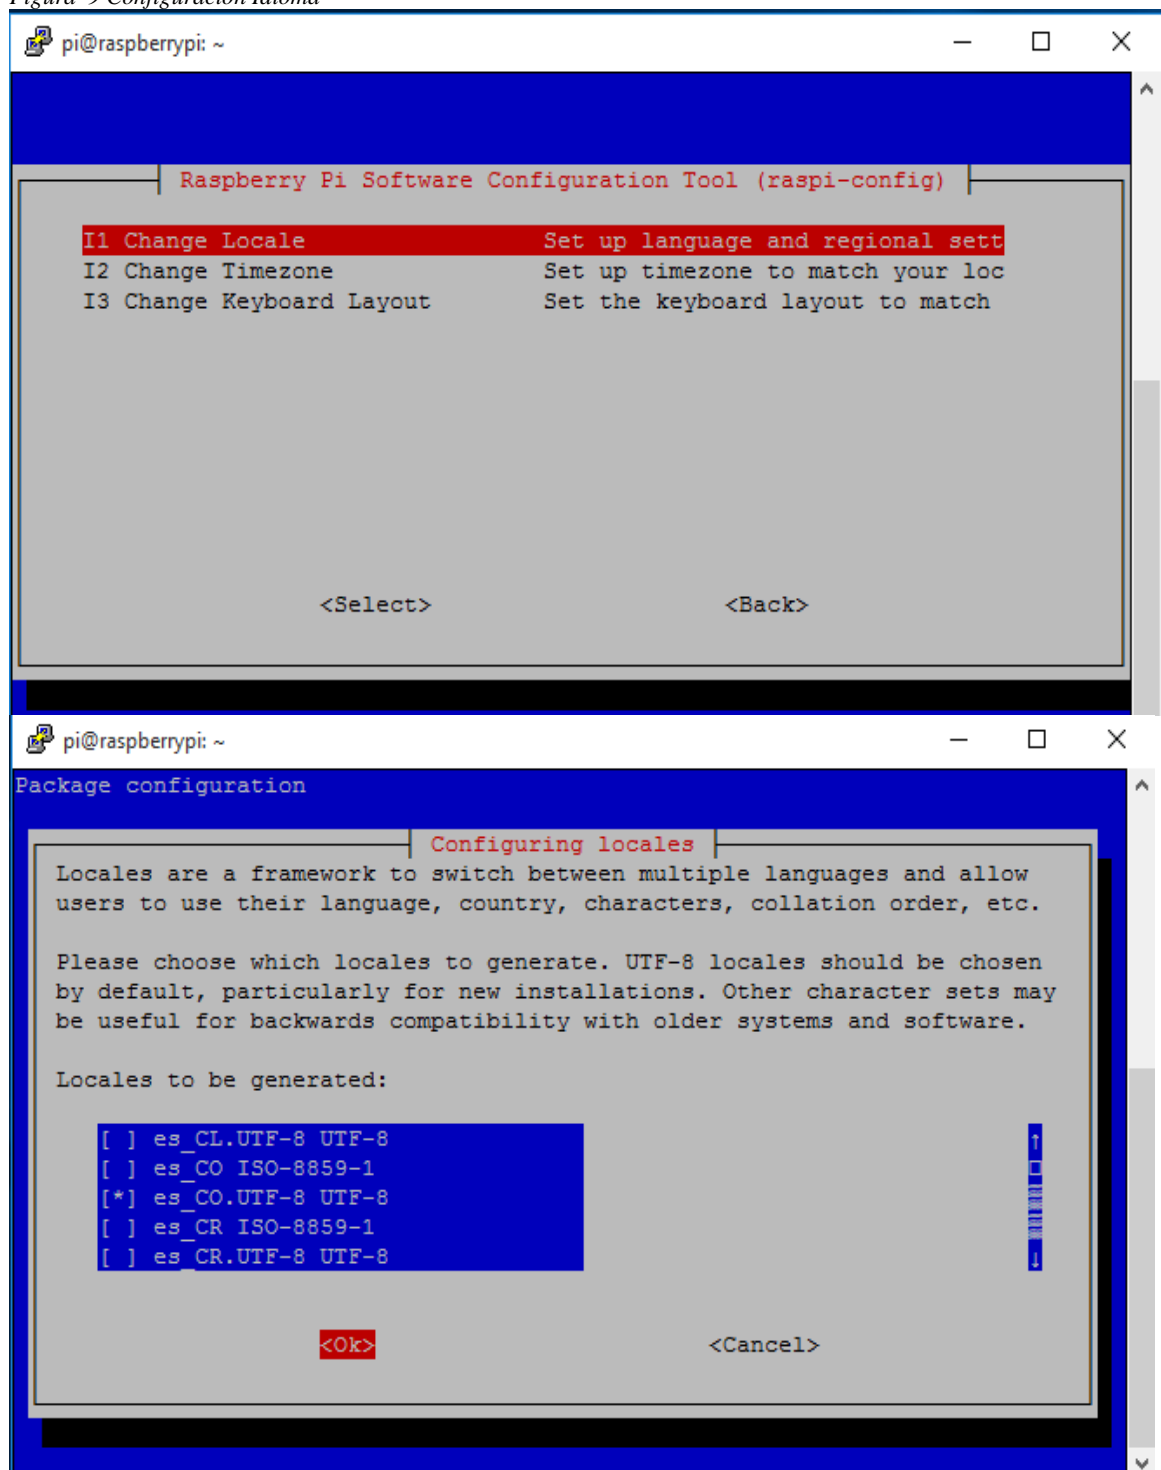 Figura 9 Configuración Idioma
pi@raspberrypi: ~
Raspberry Pi Software Configuration Tool (raspi-config)
I1 Change Locale Set up language and regional sett
I2 Change Timezone Set up timezone to match your loc
I3 Change Keyboard Layout Set the keyboard layout to match
<Select> <Back>
pi@raspberrypi: ~
Package configuration
Configuring locales
Locales are a framework to switch between multiple languages and allow
users to use their language, country, characters, collation order, etc.
Please choose which locales to generate. UTF-8 locales should be chosen
by default, particularly for new installations. Other character sets may
be useful for backwards compatibility with older systems and software.
Locales to be generated:
[ ] es_CL.UTF-8 UTF-8
[ ] es_CO ISO-8859-1
[*] es_CO.UTF-8 UTF-8
[ ] es_CR ISO-8859-1
[ ] es_CR.UTF-8 UTF-8
<Ok> <Cancel>